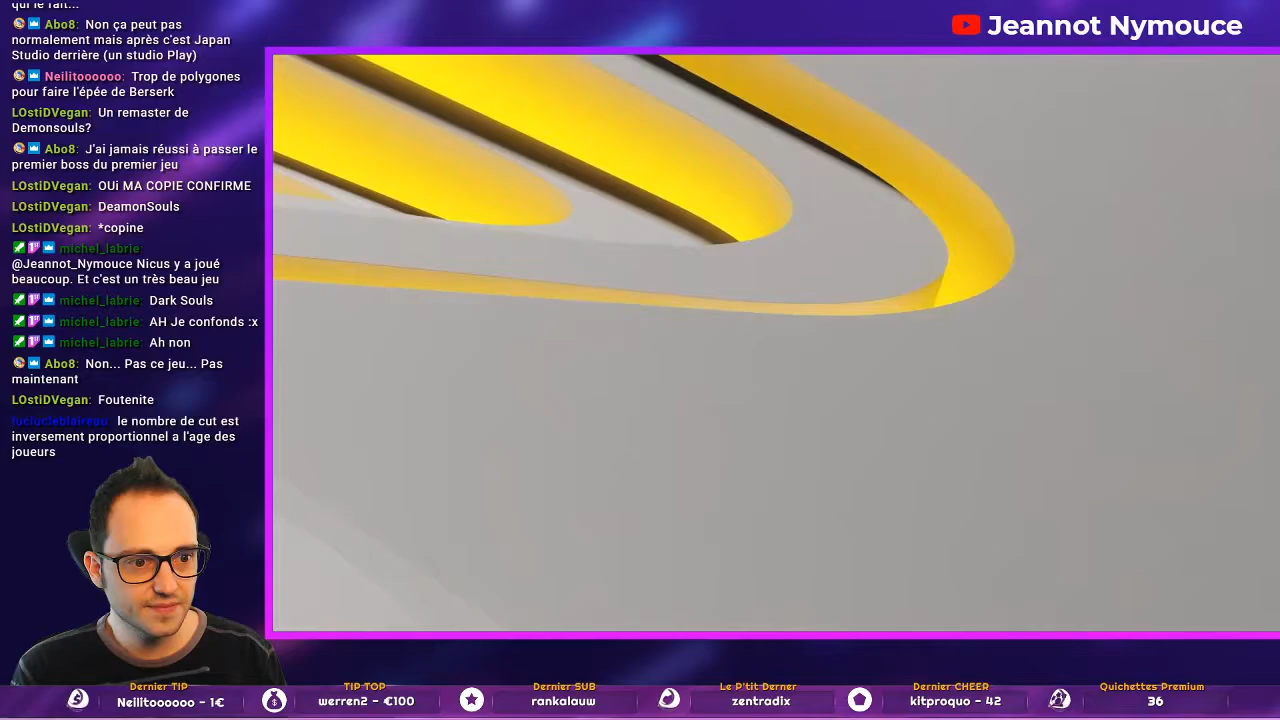 qui le fait...
Abo8: Non ça peut pas
normalement mais après c'est Japan
Studio derrière (un studio Play)
Neilitoooooo: Trop de polygones
pour faire l'épée de Berserk
LOstiDVegan: Un remaster de
Demonsouls?
Abo8: J'ai jamais réussi à passer le
premier boss du premier jeu
LOstiDVegan: OUi MA COPIE CONFIRME
LOstiDVegan: DeamonSouls
LOstiDVegan: *copine
michel_labrie:
@Jeannot_Nymouce Nicus y a joué
beaucoup. Et c'est un très beau jeu
michel_labrie: Dark Souls
michel_labrie: AH Je confonds :x
michel_labrie: Ah non
Abo8: Non... Pas ce jeu... Pas
maintenant
LOstiDVegan: Foutenite
le nombre de cut est
inversement proportionnel a l'age des
joueurs
Jeannot Nymouce
Dernier TIP
Neilitoooooo - 1€
TIP TOP
werren2 - €100
Dernier SUB
rankalauw
Le P'tit Derner
zentradix
Dernier CHEER
kitproquo - 42
Quichettes Premium
36